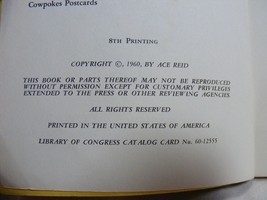 Cowpokes Postcards
8TH PRINTING
COPYRIGHT ©, 1960, BY ACE REID
THIS BOOK OR PARTS THEREOF MAY NOT BE REPRODUCED
WITHOUT PERMISSION EXCEPT FOR CUSTOMARY PRIVILEGES
EXTENDED TO THE PRESS OR OTHER REVIEWING AGENCIES.
ALL RIGHTS RESERVED
PRINTED IN THE UNITED STATES OF AMERICA
LIBRARY OF CONGRESS CATALOG CARD No. 60-12535